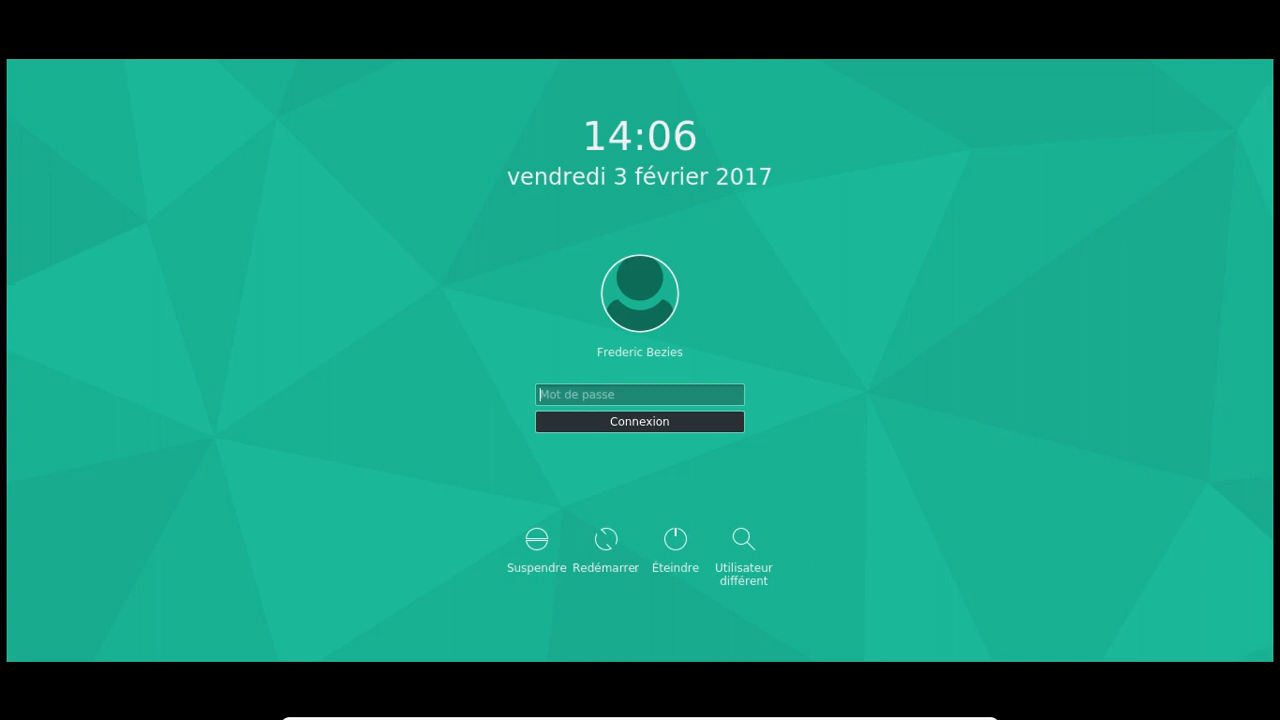 14:06
vendredi 3 février 2017
Frederic Bezies
Mot de passe
Connexion
Suspendre Redémarrer Éteindre Utilisateur
différent